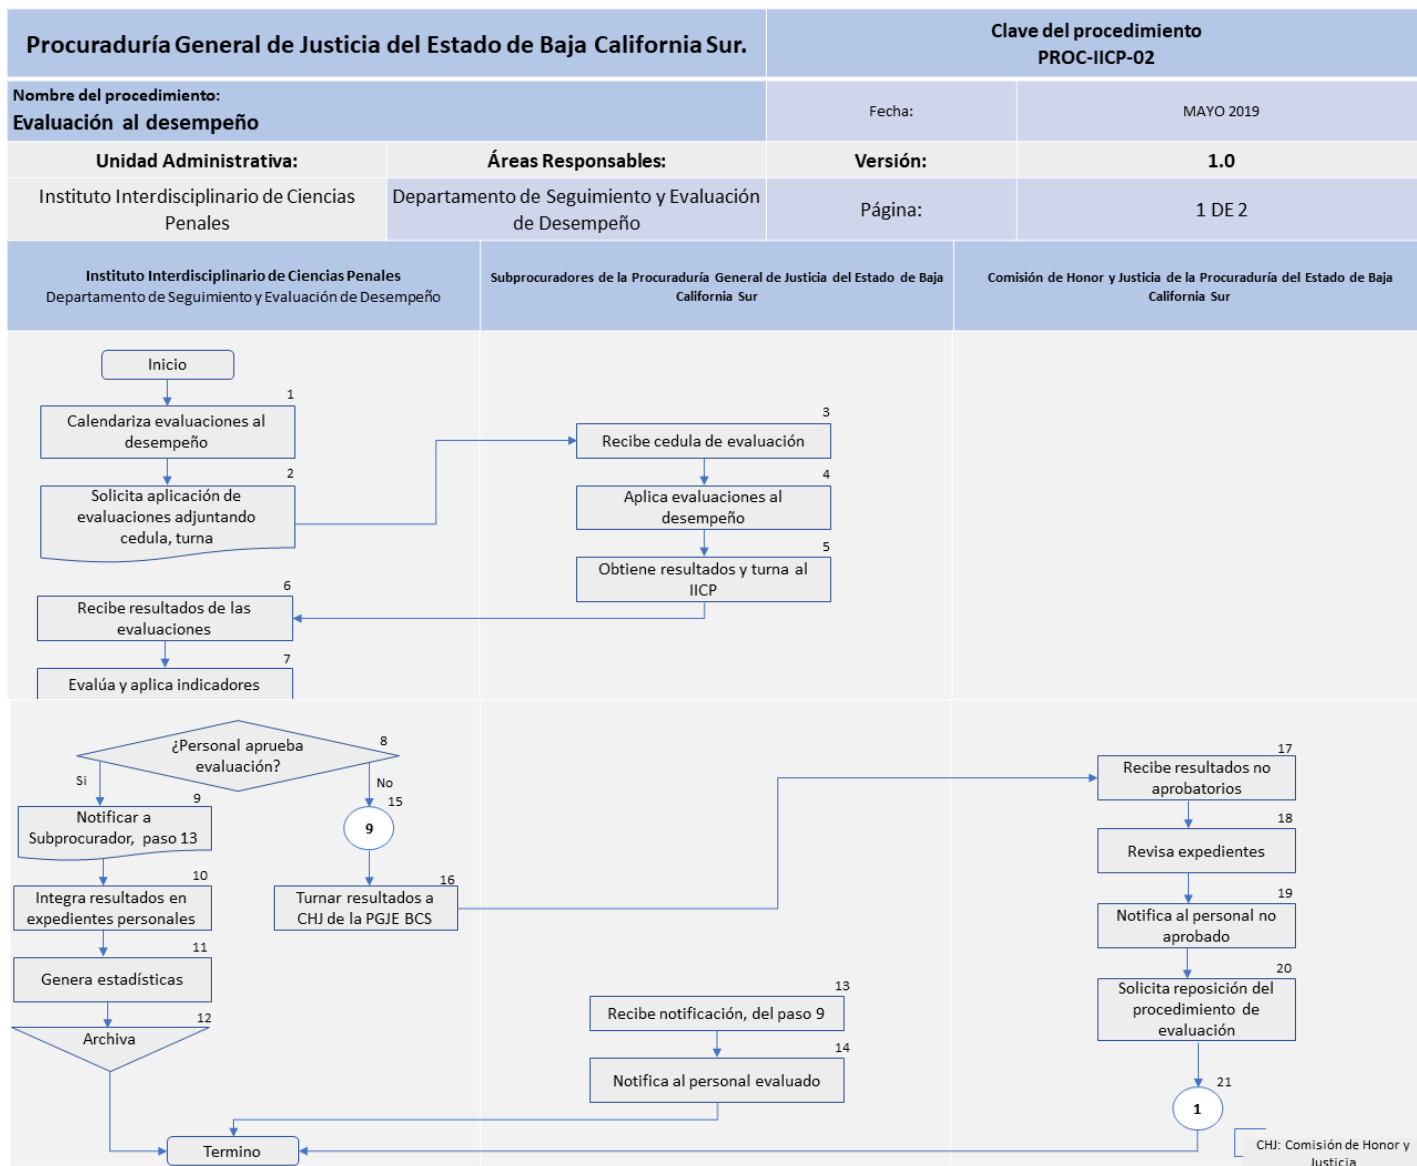 Procuraduría General de Justicia del Estado de Baja California Sur.
Clave del procedimiento
PROC-IICP-02
Nombre del procedimiento:
Evaluación al desempeño
Fecha:
MAYO 2019
Unidad Administrativa:
Áreas Responsables:
Versión:
1.0
Instituto Interdisciplinario de Ciencias
Penales
Departamento de Seguimiento y Evaluación
de Desempeño
Página:
1 DE 2
Instituto Interdisciplinario de Ciencias Penales
Departamento de Seguimiento y Evaluación de Desempeño
Subprocuradores de la Procuraduría General de Justicia del Estado de Baja
California Sur
Comisión de Honor y Justicia de la Procuraduría del Estado de Baja
California Sur
Inicio
1
Calendariza evaluaciones al
desempeño
2
Solicita aplicación de
evaluaciones adjuntando
cedula, turna
3
Recibe cedula de evaluación
4
Aplica evaluaciones al
desempeño
5
Obtiene resultados y turna al
IICP
6
Recibe resultados de las
evaluaciones
7
Evalúa y aplica indicadores
8
¿Personal aprueba
evaluación?
Si
No
9
Notificar a
Subprocurador, paso 13
10
Integra resultados en
expedientes personales
11
Genera estadísticas
12
Archiva
15
9
16
Turnar resultados a
CHJ de la PGJE BCS
13
Recibe notificación, del paso 9
14
Notifica al personal evaluado
17
Recibe resultados no
aprobatorios
18
Revisa expedientes
19
Notifica al personal no
aprobado
20
Solicita reposición del
procedimiento de
evaluación
21
1
Termino
CHJ: Comisión de Honor y
Justicia